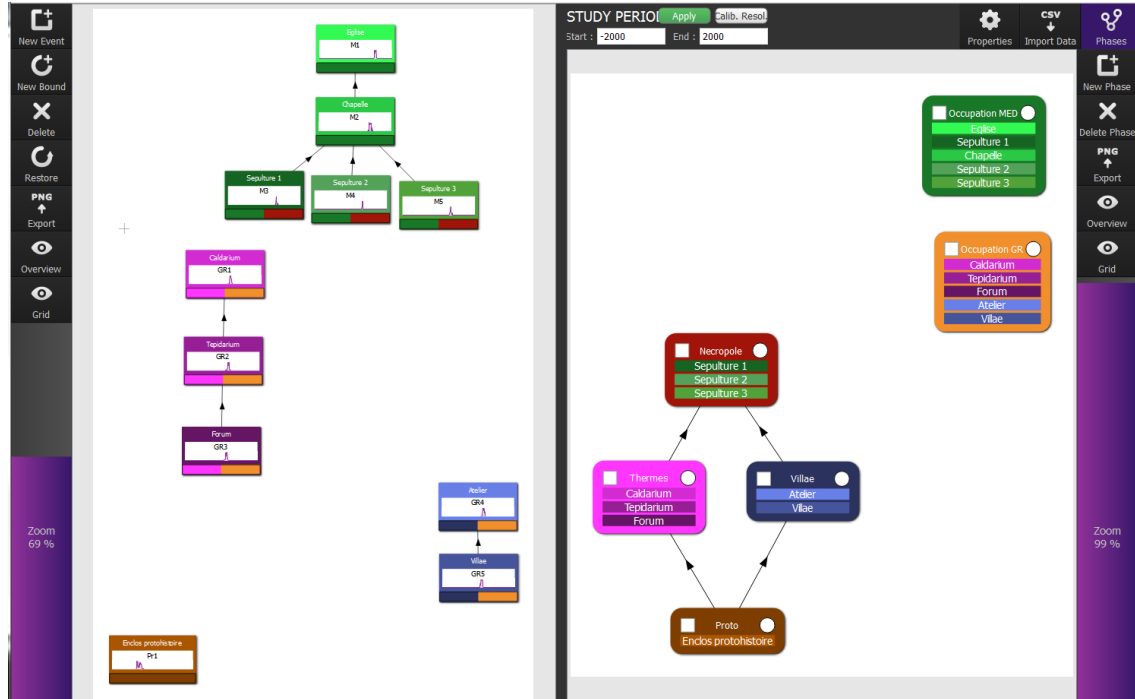 New Event
New Bound
Delete
Restore
PNG
Export
Overview
Grid
Zoom
69 %
Eglise
M1
Chapelle
M2
Sepulture 1
M3
Sepulture 2
M4
Sepulture 3
M5
Caldarium
GR1
Tepidarium
GR2
Forum
GR3
Atelier
GR4
Villae
GR5
Enclos protohistoire
Pr1
STUDY PERIOD
Apply
Calib. Resol.
Start : -2000 End : 2000
Properties
CSV
Import Data
Phases
Occupation MED
Eglise
Sepulture 1
Chapelle
Sepulture 2
Sepulture 3
Occupation GR
Caldarium
Tepidarium
Forum
Atelier
Villae
Necropole
Sepulture 1
Sepulture 2
Sepulture 3
Thermes
Caldarium
Tepidarium
Forum
Villae
Atelier
Villae
Proto
Enclos protohistoire
New Phase
Delete Phase
PNG
Export
Overview
Grid
Zoom
99 %